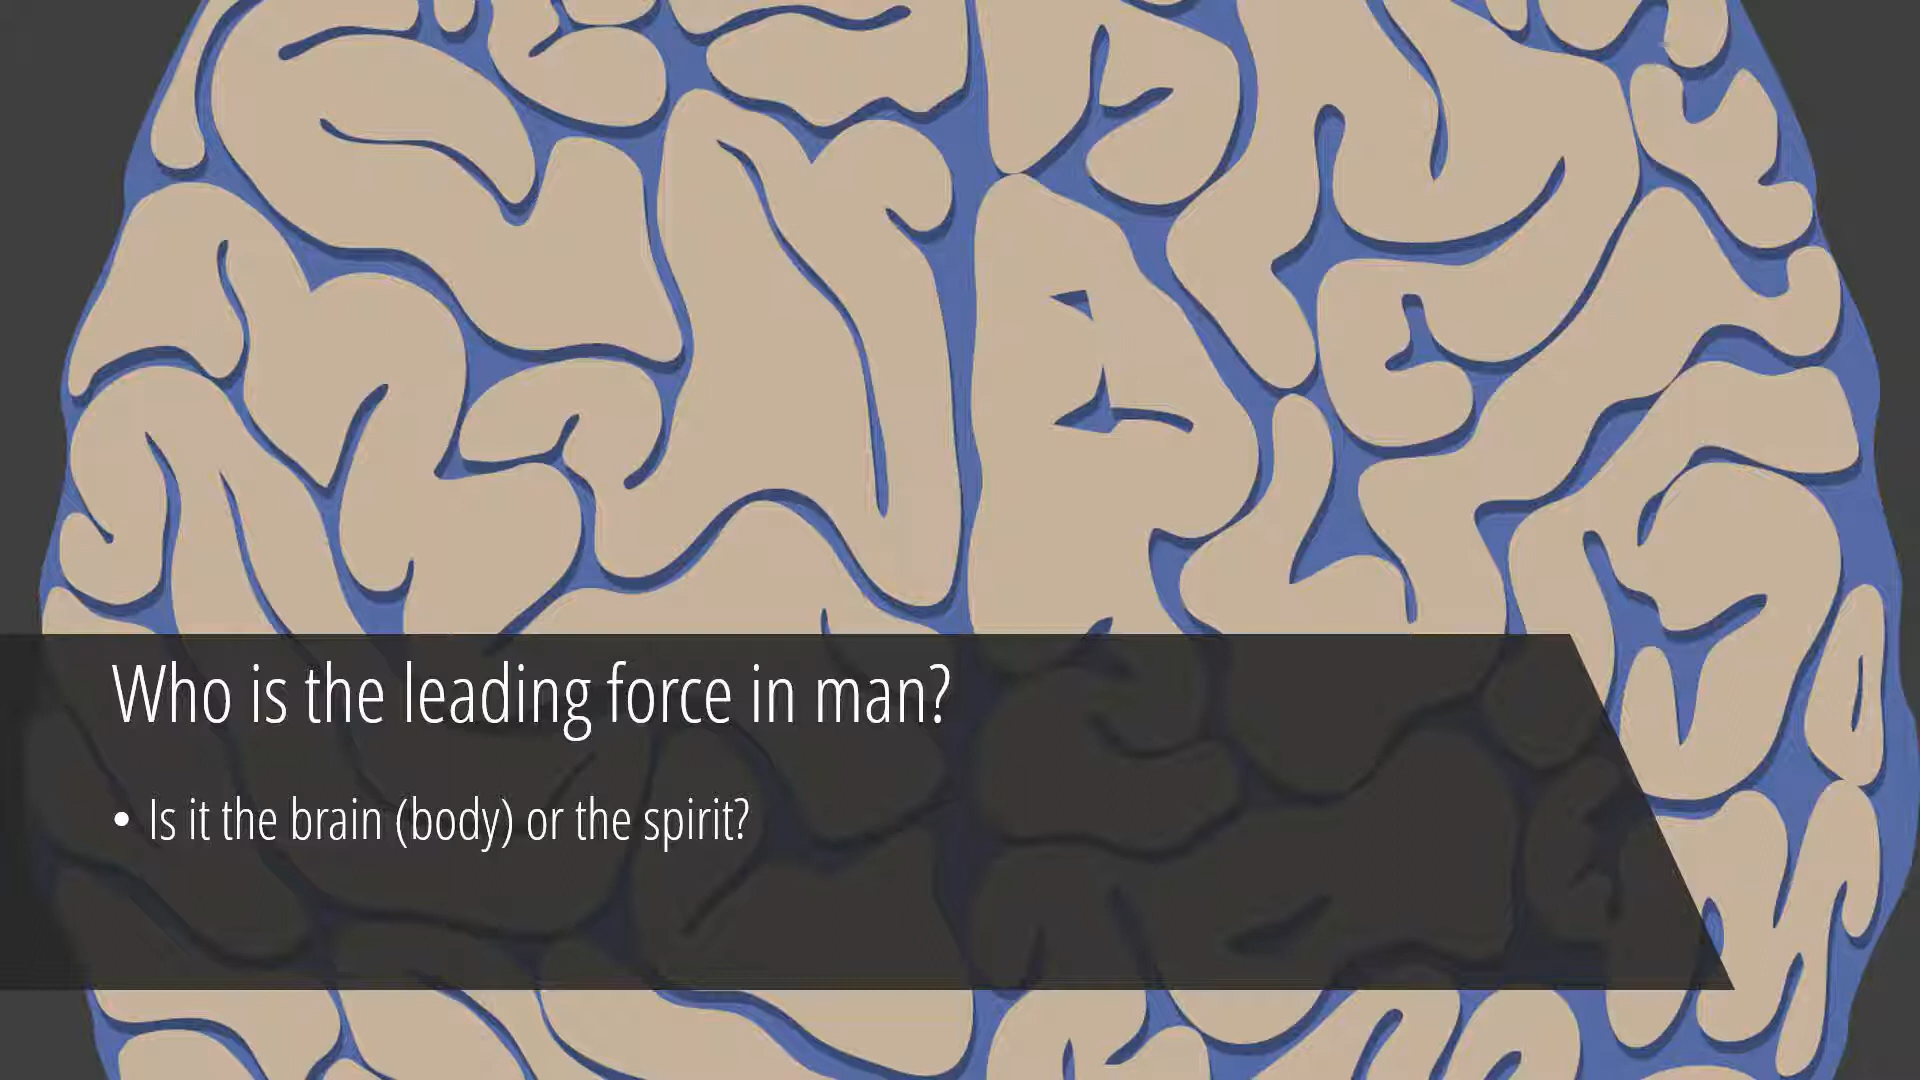 Who is the leading force in man?
• Is it the brain (body) or the spirit?